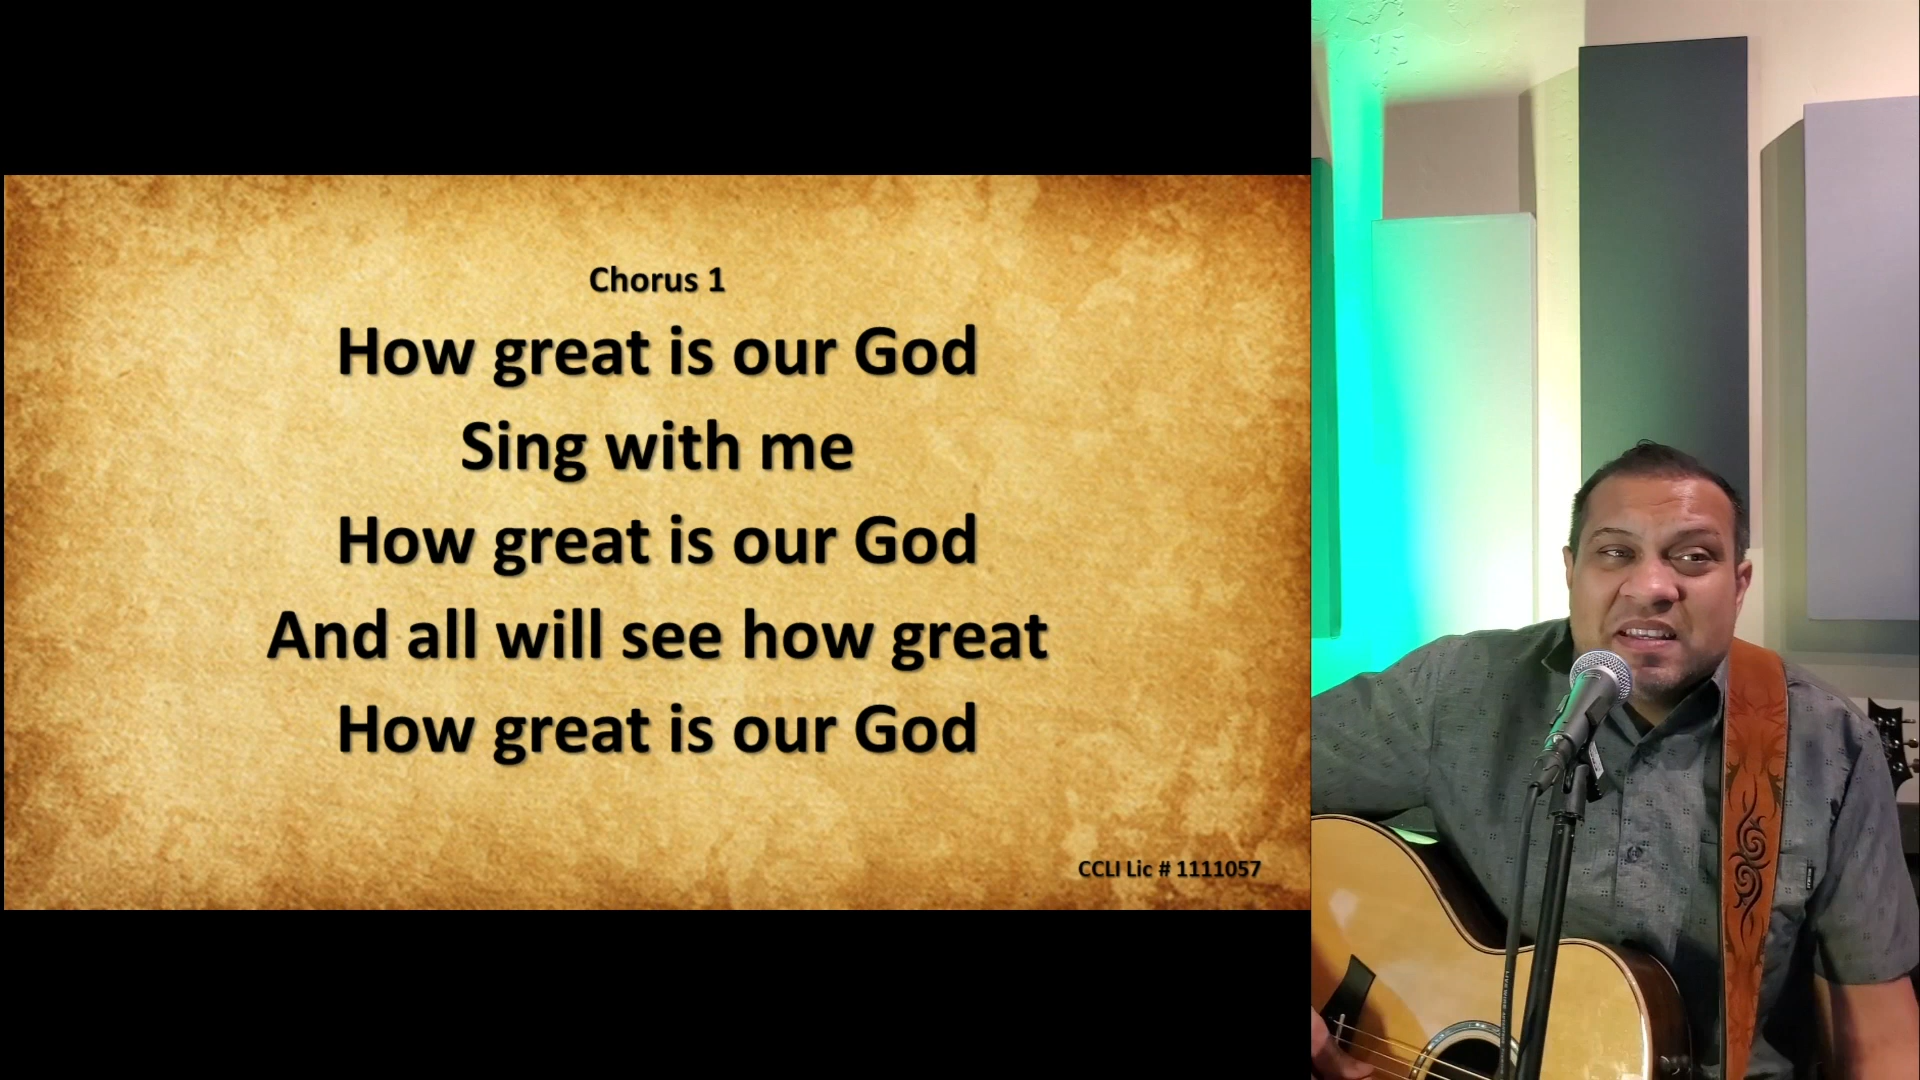 Chorus 1
How great is our God
Sing with me
How great is our God
And all will see how great
How great is our God
CCLI Lic # 1111057